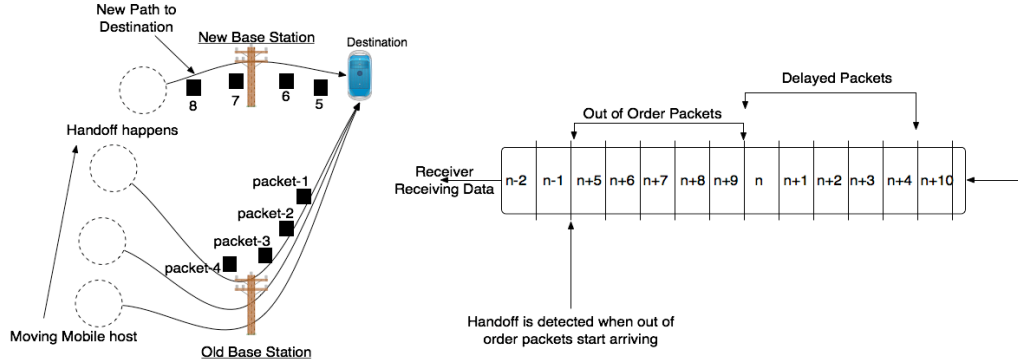 New Path to
Destination
New Base Station
Destination
8
7
6
5
Handoff happens
packet-1
packet-2
packet-3
packet-4
Moving Mobile host
Old Base Station
Delayed Packets
Out of Order Packets
Receiver
Receiving Data
n-2 n-1 n+5 n+6 n+7 n+8 n+9 n n+1 n+2 n+3 n+4 n+10
Handoff is detected when out of
order packets start arriving